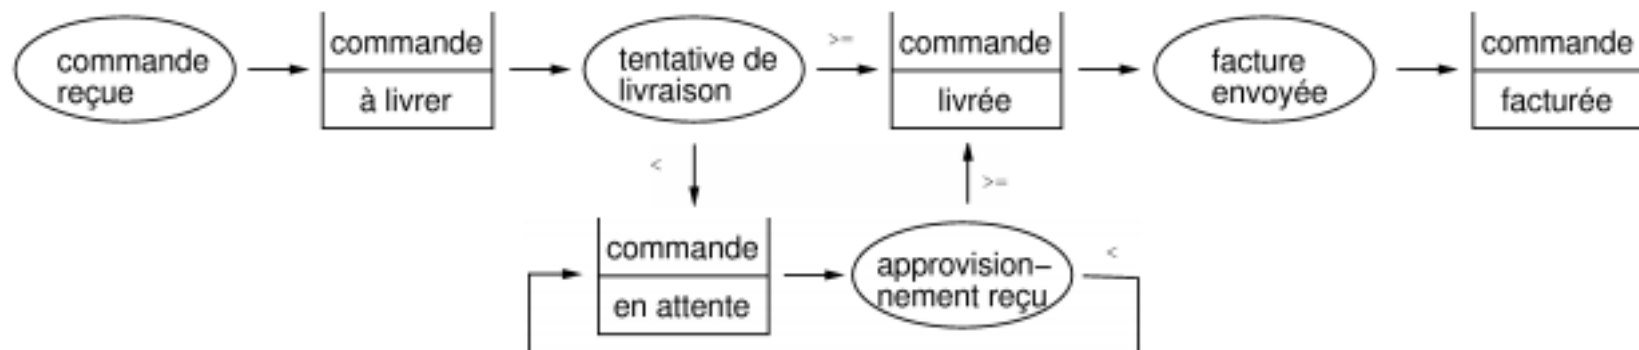 commande
reçue
commande
à livrer
tentative de
livraison
>=
commande
livrée
facture
envoyée
commande
facturée
<
>=
commande
en attente
approvision–
nement reçu
<